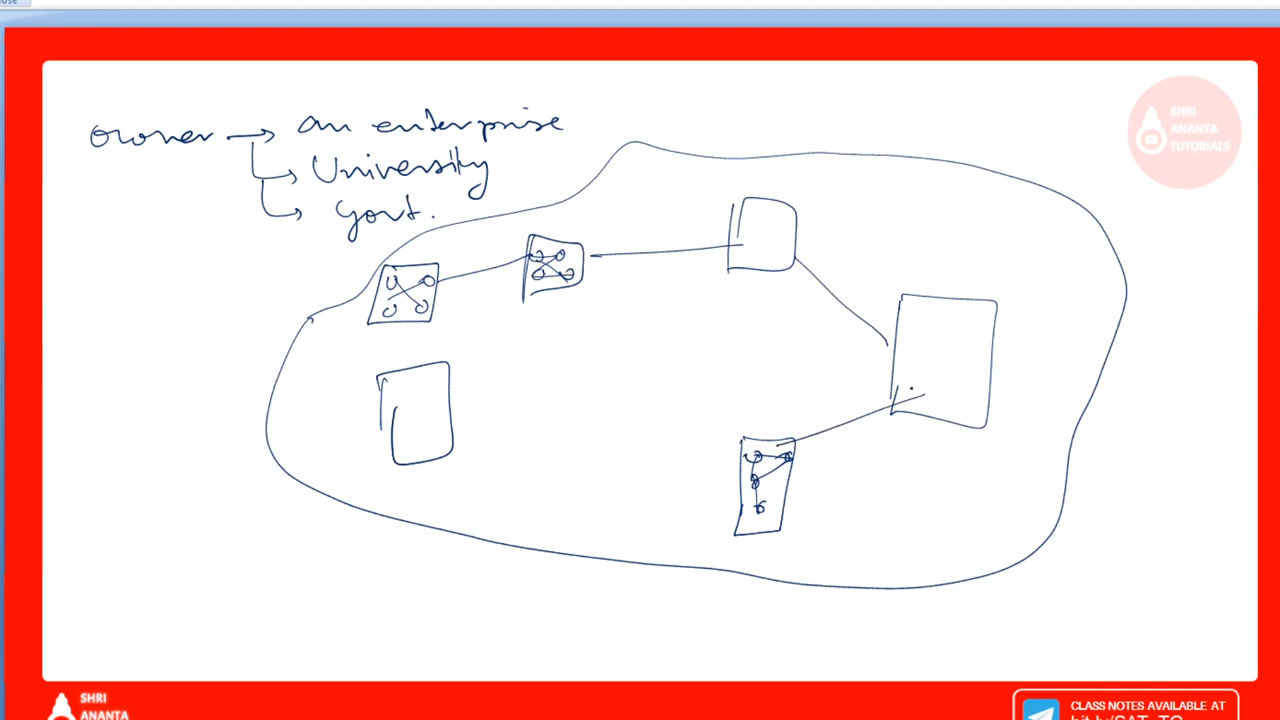 owner → an enterprise
→ University
→ Govt.
SHRI
ANANTA
TUTORIALS
SHRI
ANANTA
CLASS NOTES AVAILABLE AT